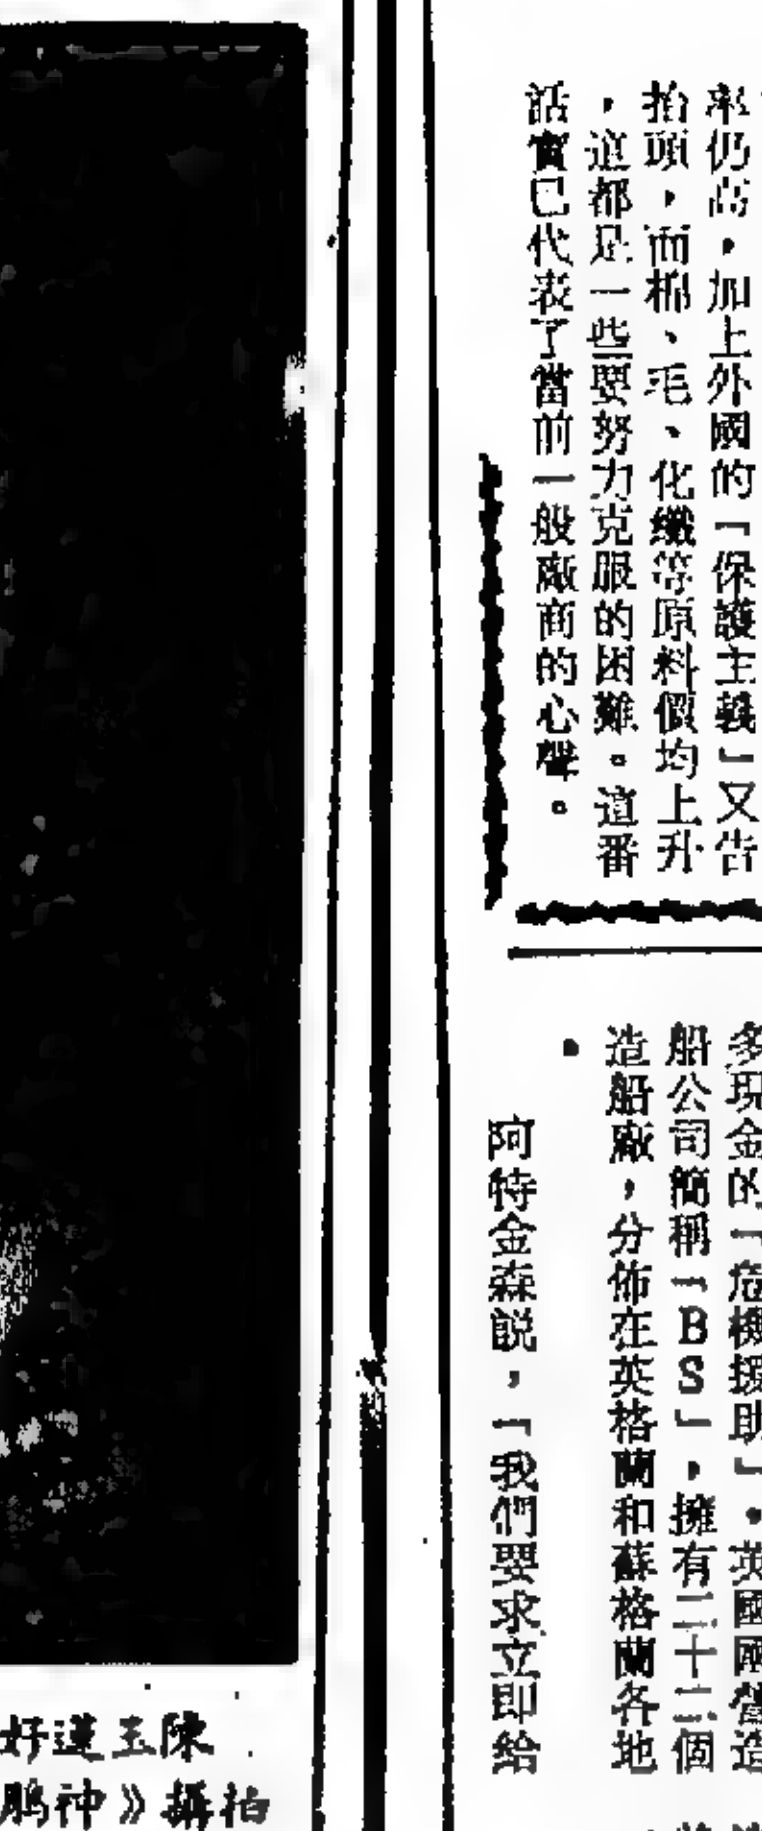 率仍高，加上外國的「保護主義」又告
抬頭，而棉、毛、化纖等原料價均上升
，這都是一些要努力克服的困難。這番
話實已代表了當前一般廠商的心聲。
多現金的「危機援助」。英國國營造
船公司簡稱「BS」，擁有二十二個
造船廠，分佈在英格蘭和蘇格蘭各地
。
阿特金森說，「我們要求立即給
陳玉蓮好
拍攝《神鵰